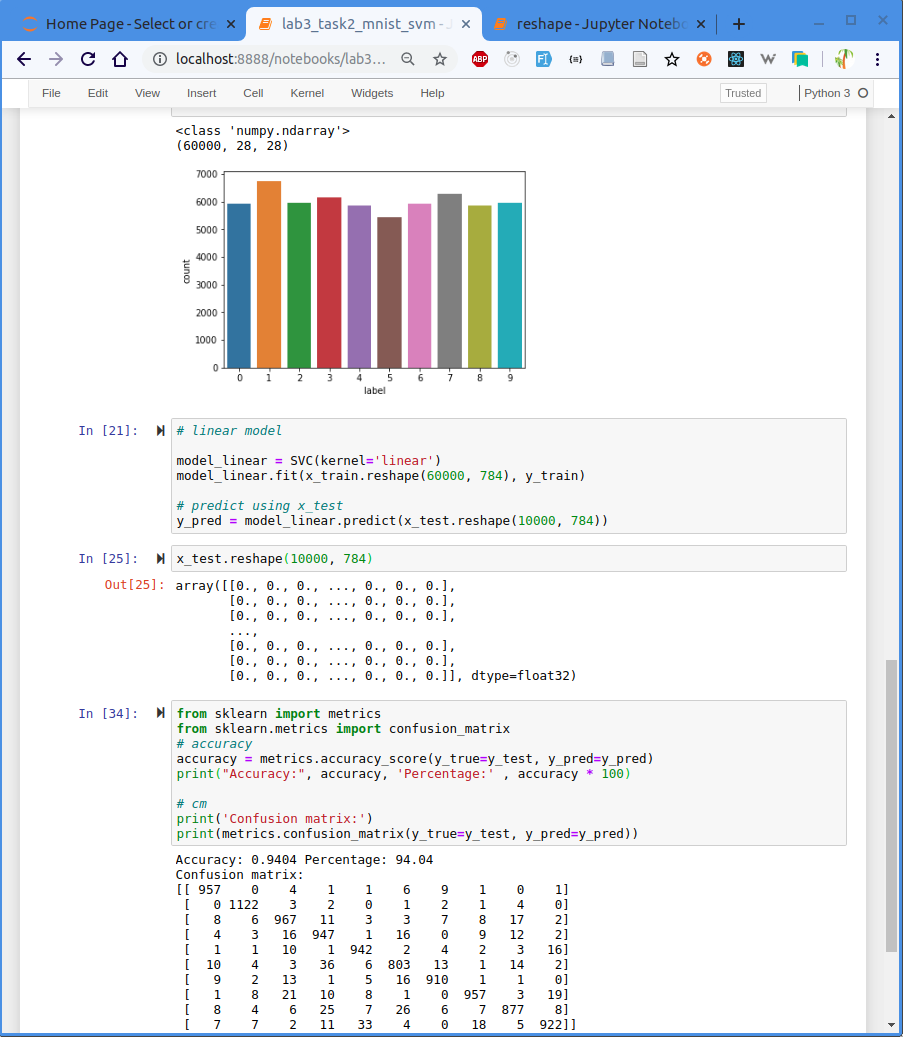 Home Page - Select or cre
lab3_task2_mnist_svm - J
reshape - Jupyter Notebo
localhost:8888/notebooks/lab3...
ABP
File Edit View Insert Cell Kernel Widgets Help Trusted Python 3
<class 'numpy.ndarray'>
(60000, 28, 28)
7000
6000
5000
4000
3000
2000
1000
0
count
0 1 2 3 4 5 6 7 8 9
label
In [21]:
# linear model
model_linear = SVC(kernel='linear')
model_linear.fit(x_train.reshape(60000, 784), y_train)
# predict using x_test
y_pred = model_linear.predict(x_test.reshape(10000, 784))
In [25]: x_test.reshape(10000, 784)
Out[25]: array([[0., 0., 0., ..., 0., 0., 0.],
[0., 0., 0., ..., 0., 0., 0.],
[0., 0., 0., ..., 0., 0., 0.],
...,
[0., 0., 0., ..., 0., 0., 0.],
[0., 0., 0., ..., 0., 0., 0.],
[0., 0., 0., ..., 0., 0., 0.]], dtype=float32)
In [34]: from sklearn import metrics
from sklearn.metrics import confusion_matrix
# accuracy
accuracy = metrics.accuracy_score(y_true=y_test, y_pred=y_pred)
print("Accuracy:", accuracy, 'Percentage:' , accuracy * 100)
# cm
print('Confusion matrix:')
print(metrics.confusion_matrix(y_true=y_test, y_pred=y_pred))
Accuracy: 0.9404 Percentage: 94.04
Confusion matrix:
[[ 957 0 4 1 1 6 9 1 0 1]
[ 0 1122 3 2 0 1 2 1 4 0]
[ 8 6 967 11 3 3 7 8 17 2]
[ 4 3 16 947 1 16 0 9 12 2]
[ 1 1 10 1 942 2 4 2 3 16]
[ 10 4 3 36 6 803 13 1 14 2]
[ 9 2 13 1 5 16 910 1 1 0]
[ 1 8 21 10 8 1 0 957 3 19]
[ 8 4 6 25 7 26 6 7 877 8]
[ 7 7 2 11 33 4 0 18 5 922]]